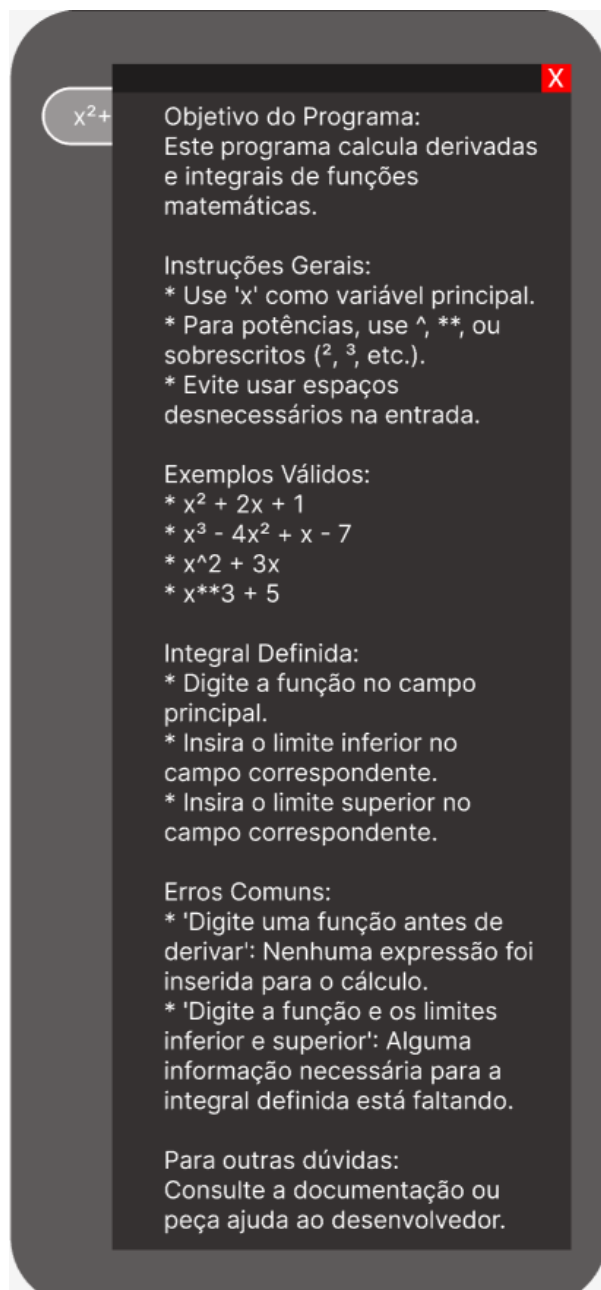 X
x²+
Objetivo do Programa:
Este programa calcula derivadas
e integrais de funções
matemáticas.
Instruções Gerais:
* Use 'x' como variável principal.
* Para potências, use ^, **, ou
sobrescritos (², ³, etc.).
* Evite usar espaços
desnecessários na entrada.
Exemplos Válidos:
* x² + 2x + 1
* x³ - 4x² + x - 7
* x^2 + 3x
* x**3 + 5
Integral Definida:
* Digite a função no campo
principal.
* Insira o limite inferior no
campo correspondente.
* Insira o limite superior no
campo correspondente.
Erros Comuns:
* 'Digite uma função antes de
derivar': Nenhuma expressão foi
inserida para o cálculo.
* 'Digite a função e os limites
inferior e superior': Alguma
informação necessária para a
integral definida está faltando.
Para outras dúvidas:
Consulte a documentação ou
peça ajuda ao desenvolvedor.